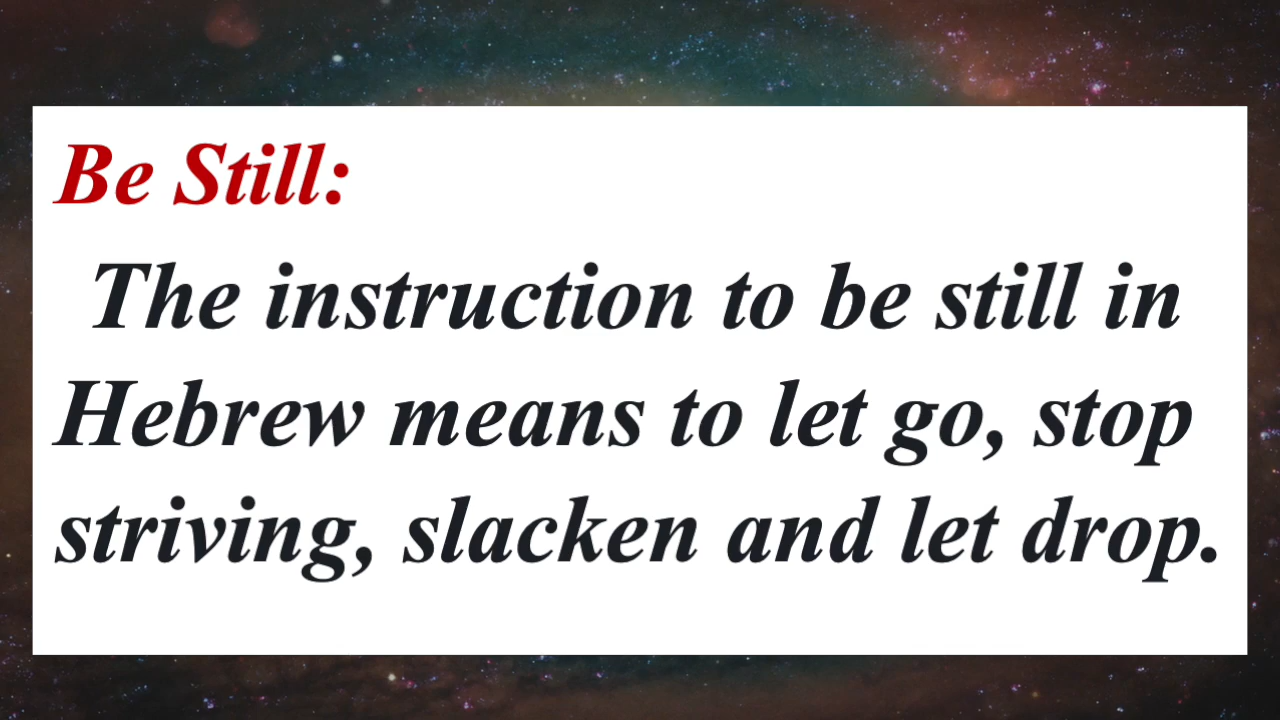 Be Still:
The instruction to be still in
Hebrew means to let go, stop
striving, slacken and let drop.